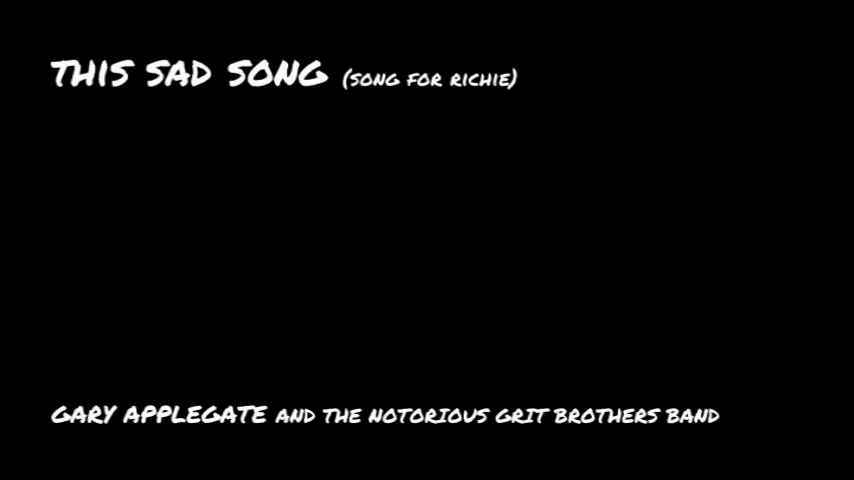 THIS SAD SONG (SONG FOR RICHIE)
GARY APPLEGATE AND THE NOTORIOUS GRIT BROTHERS BAND